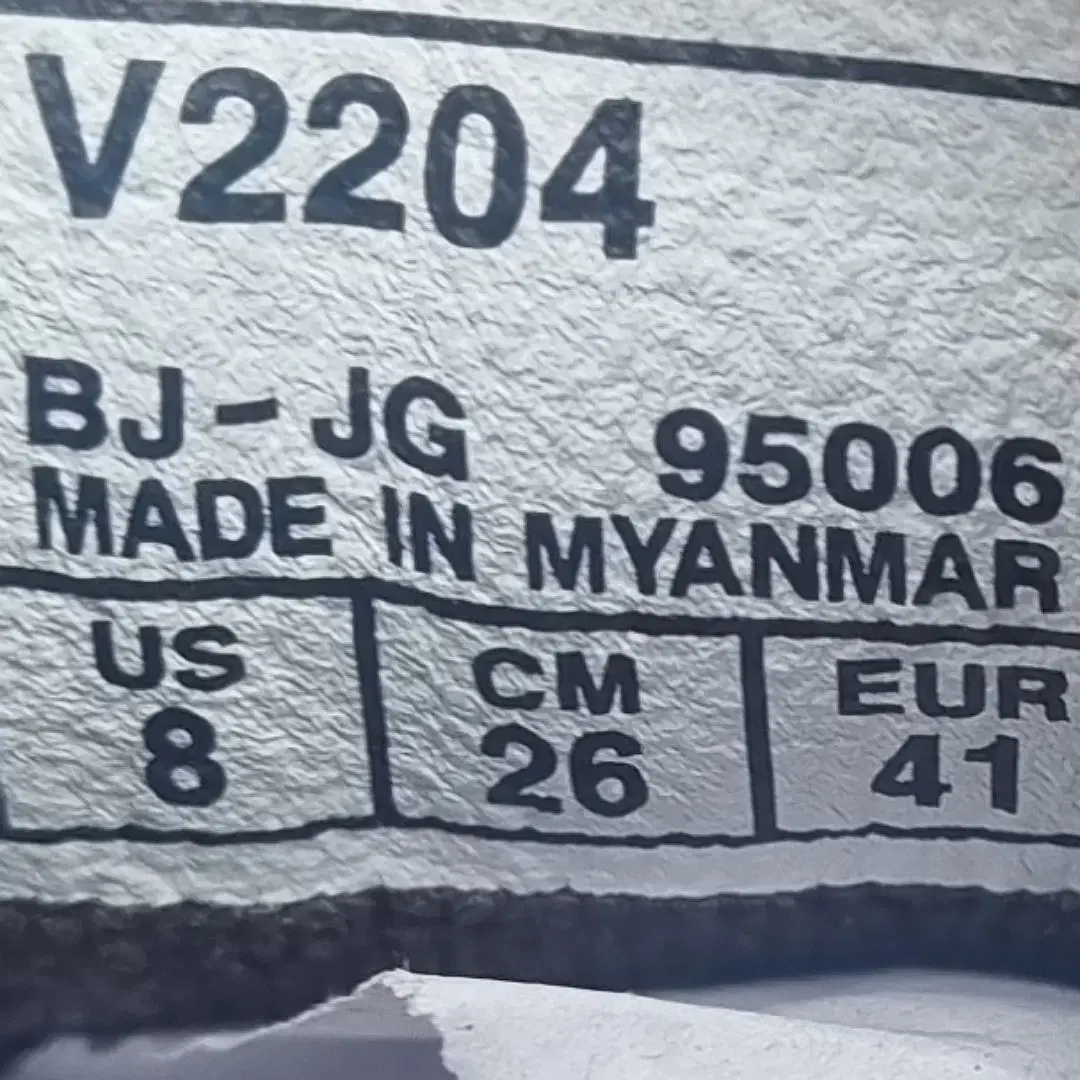 V2204
BJ-JG 95006
MADE IN MYANMAR
US CM EUR
8 26 41